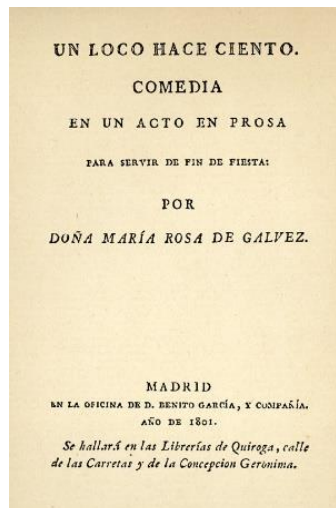 UN LOCO HACE CIENTO.
COMEDIA
EN UN ACTO EN PROSA
PARA SERVIR DE FIN DE FIESTA:
POR
DOÑA MARÍA ROSA DE GALVEZ.
MADRID
EN LA OFICINA DE D. BENITO GARCÍA, Y COMPAÑÍA.
AÑO DE 1801.
Se hallará en las Librerías de Quiroga, calle
de las Carretas y de la Concepcion Gerónima.